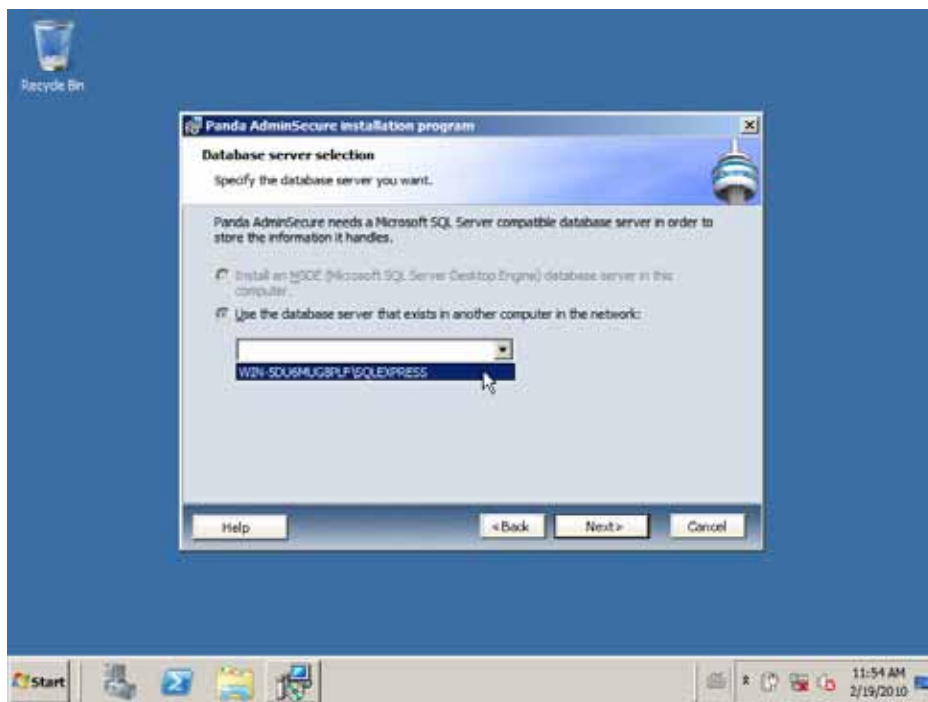 Recycle Bin
Panda AdminSecure installation program
Database server selection
Specify the database server you want.
Panda AdminSecure needs a Microsoft SQL Server compatible database server in order to
store the information it handles.
Install an MSDE (Microsoft SQL Server Desktop Engine) database server in this
computer.
Use the database server that exists in another computer in the network:
WIN-5DU6MUG8PLF\SQLEXPRESS
Help
<Back
Next>
Cancel
Start
11:54 AM
2/19/2010